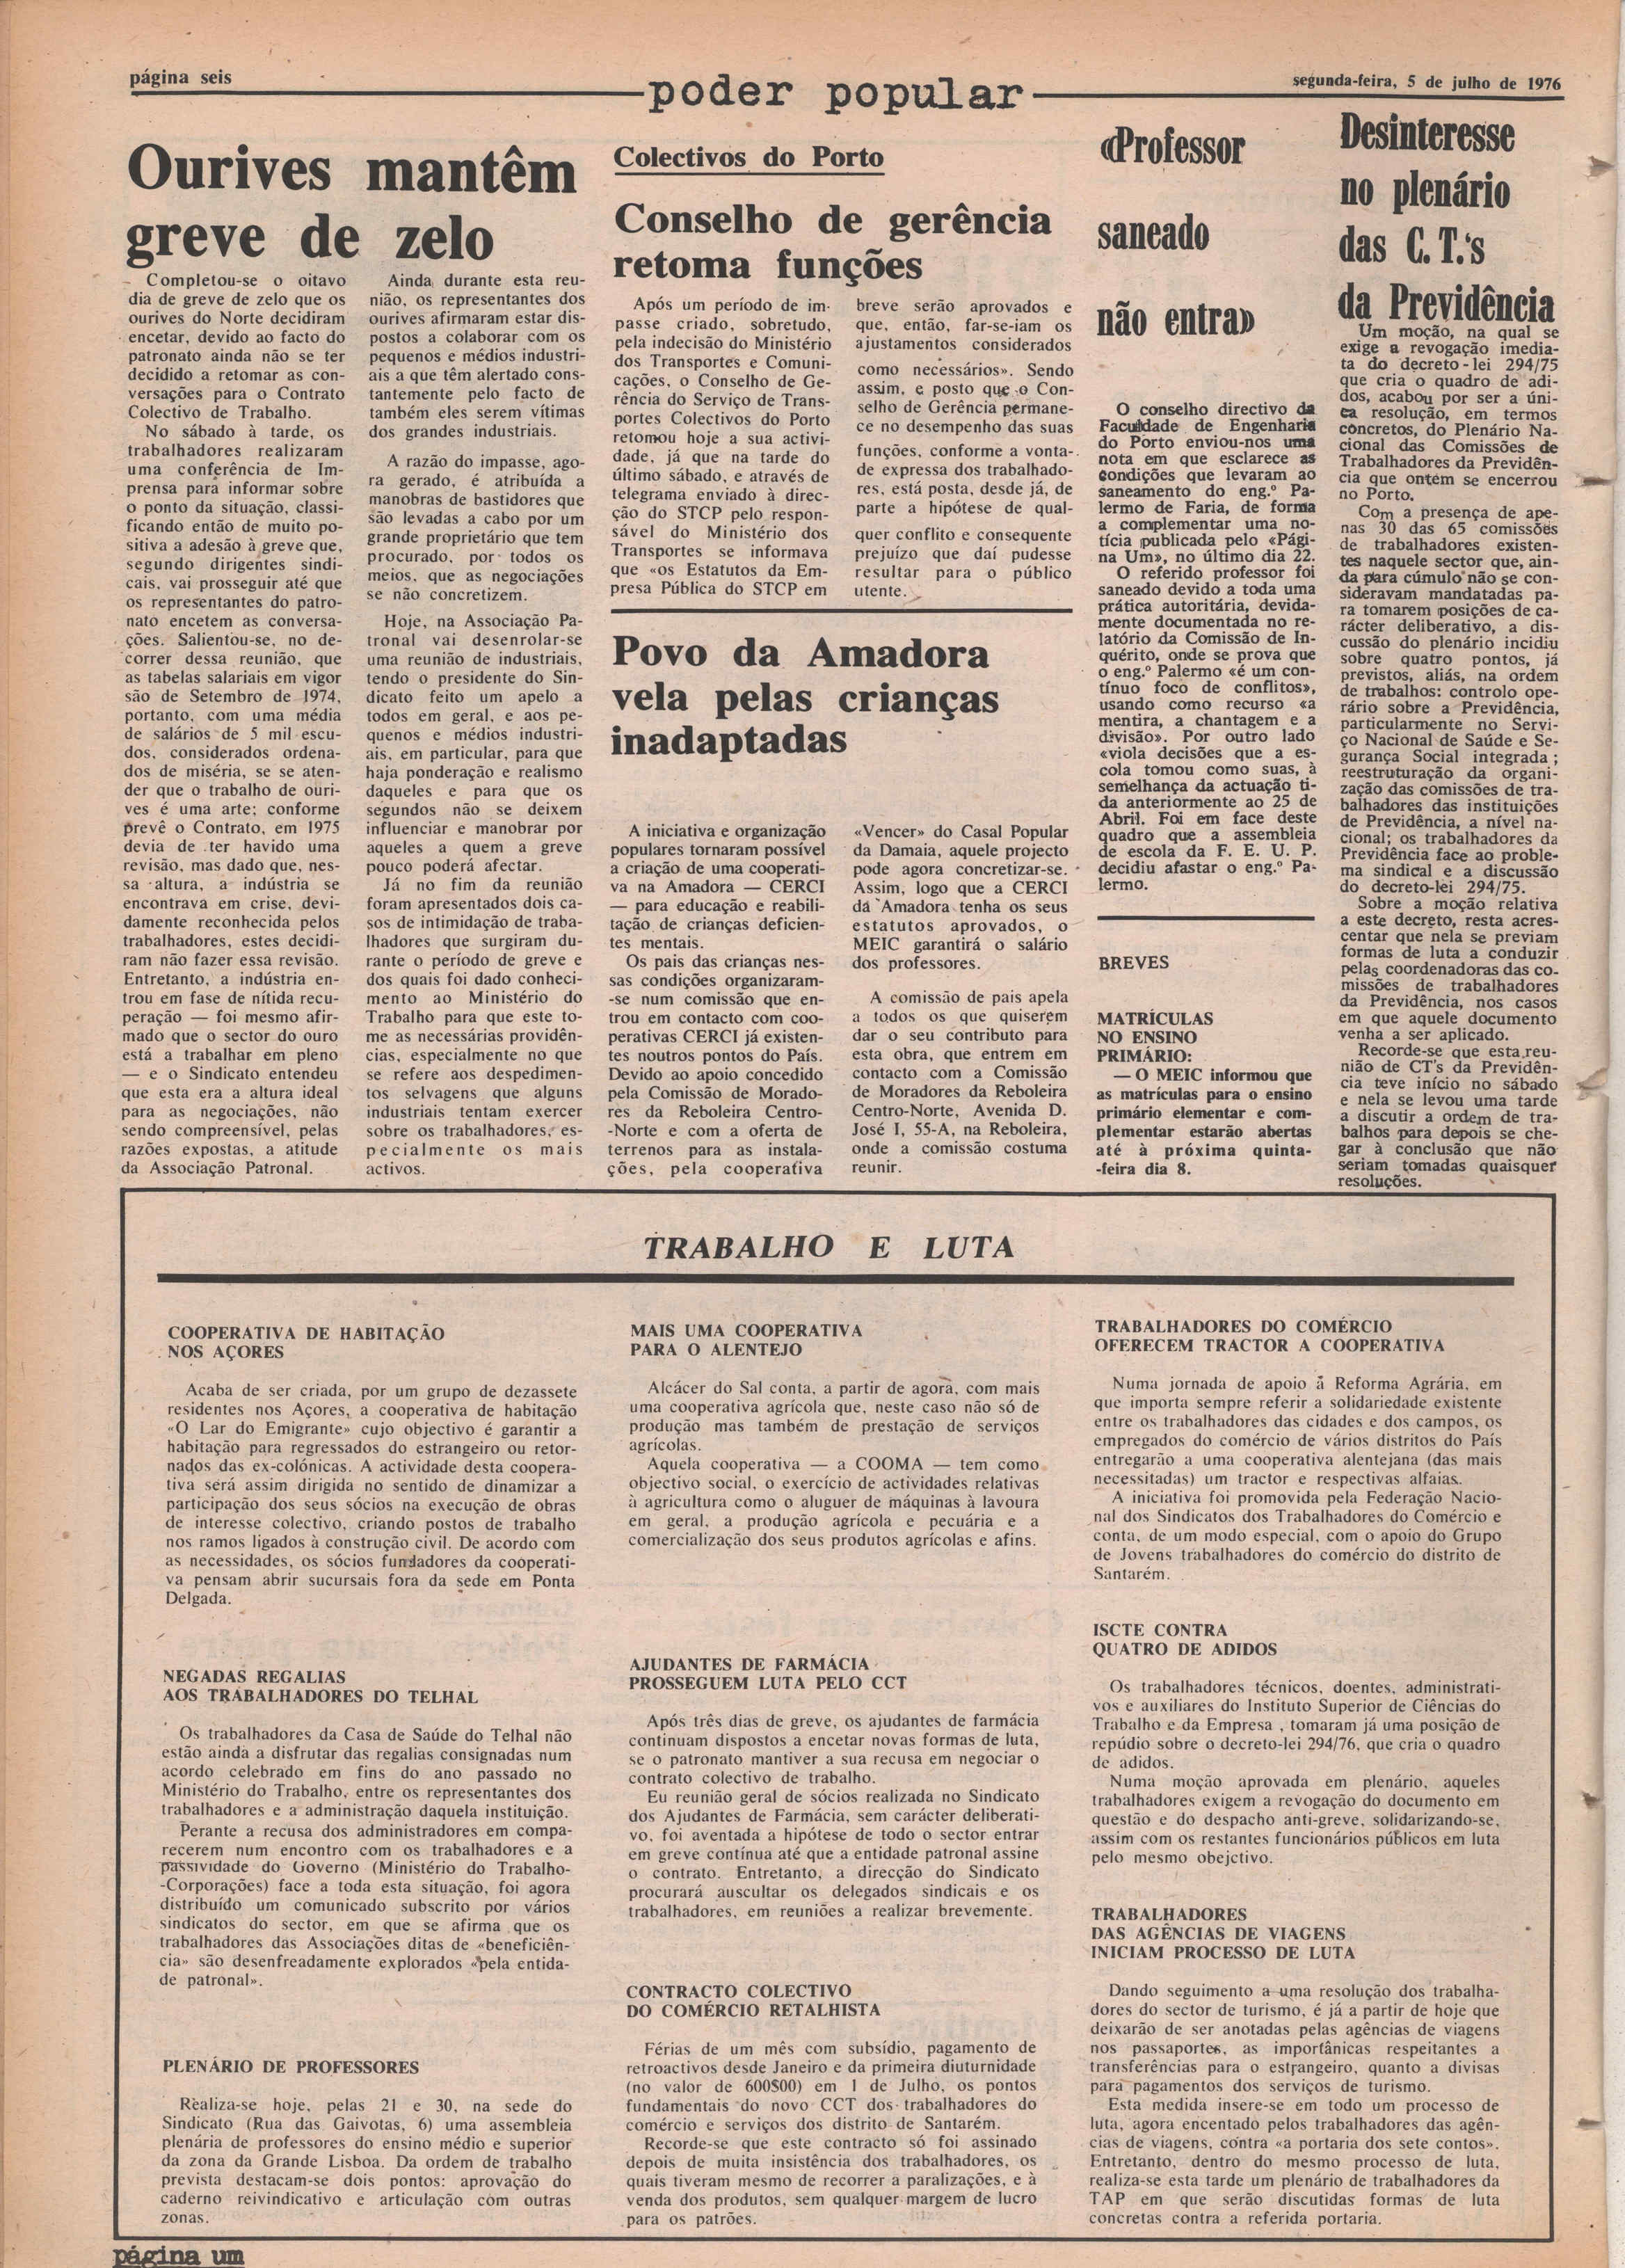 página seis
poder popular
segunda-feira, 5 de julho de 1976
Ourives mantêm
greve de zelo
Completou-se o oitavo
dia de greve de zelo que os
ourives do Norte decidiram
encetar, devido ao facto do
patronato ainda não se ter
decidido a retomar as con-
versações para o Contrato
Colectivo de Trabalho.
No sábado à tarde, os
trabalhadores realizaram
uma conferência de Im-
prensa para informar sobre
o ponto da situação, classi-
ficando então de muito po-
sitiva a adesão à greve que,
segundo dirigentes sindi-
cais, vai prosseguir até que
os representantes do patro-
nato encetem as conversa-
ções. Salientou-se, no de-
correr dessa reunião, que
as tabelas salariais em vigor
são de Setembro de 1974,
portanto, com uma média
de salários de 5 mil escu-
dos, considerados ordena-
dos de miséria, se se aten-
der que o trabalho de ouri-
ves é uma arte; conforme
prevê o Contrato, em 1975
devia de ter havido uma
revisão, mas dado que, nes-
sa altura, a indústria se
encontrava em crise, devi-
damente reconhecida pelos
trabalhadores, estes decidi-
ram não fazer essa revisão.
Entretanto, a indústria en-
trou em fase de nítida recu-
peração — foi mesmo afir-
mado que o sector do ouro
está a trabalhar em pleno
— e o Sindicato entendeu
que esta era a altura ideal
para as negociações, não
sendo compreensível, pelas
razões expostas, a atitude
da Associação Patronal.
Ainda durante esta reu-
nião, os representantes dos
ourives afirmaram estar dis-
postos a colaborar com os
pequenos e médios industri-
ais a que têm alertado cons-
tantemente pelo facto de
também eles serem vítimas
dos grandes industriais.
A razão do impasse, ago-
ra gerado, é atribuída a
manobras de bastidores que
são levadas a cabo por um
grande proprietário que tem
procurado, por todos os
meios, que as negociações
se não concretizem.
Hoje, na Associação Pa-
tronal vai desenrolar-se
uma reunião de industriais,
tendo o presidente do Sin-
dicato feito um apelo a
todos em geral, e aos pe-
quenos e médios industri-
ais, em particular, para que
haja ponderação e realismo
daqueles e para que os
segundos não se deixem
influenciar e manobrar por
aqueles a quem a greve
pouco poderá afectar.
Já no fim da reunião
foram apresentados dois ca-
sos de intimidação de traba-
lhadores que surgiram du-
rante o período de greve e
dos quais foi dado conheci-
mento ao Ministério do
Trabalho para que este to-
me as necessárias providên-
cias, especialmente no que
se refere aos despedimen-
tos selvagens que alguns
industriais tentam exercer
sobre os trabalhadores, es-
pecialmente os mais
activos.
Colectivos do Porto
Conselho de gerência
retoma funções
Após um período de im-
passe criado, sobretudo,
pela indecisão do Ministério
dos Transportes e Comuni-
cações, o Conselho de Ge-
rência do Serviço de Trans-
portes Colectivos do Porto
retomou hoje a sua activi-
dade, já que na tarde do
último sábado, e através de
telegrama enviado à direc-
ção do STCP pelo respon-
sável do Ministério dos
Transportes se informava
que «os Estatutos da Em-
presa Pública do STCP em
breve serão aprovados e
que, então, far-se-iam os
ajustamentos considerados
como necessários». Sendo
assim, e posto que o Con-
selho de Gerência permane-
ce no desempenho das suas
funções, conforme a vonta-
de expressa dos trabalhado-
res, está posta, desde já, de
parte a hipótese de qual-
quer conflito e consequente
prejuízo que daí pudesse
resultar para o público
utente.
Povo da Amadora
vela pelas crianças
inadaptadas
A iniciativa e organização
populares tornaram possível
a criação de uma cooperati-
va na Amadora — CERCI
— para educação e reabili-
tação de crianças deficien-
tes mentais.
Os pais das crianças nes-
sas condições organizaram-
-se num comissão que en-
trou em contacto com coo-
perativas CERCI já existen-
tes noutros pontos do País.
Devido ao apoio concedido
pela Comissão de Morado-
res da Reboleira Centro-
-Norte e com a oferta de
terrenos para as instala-
ções, pela cooperativa
«Vencer» do Casal Popular
da Damaia, aquele projecto
pode agora concretizar-se.
Assim, logo que a CERCI
da Amadora tenha os seus
estatutos aprovados, o
MEIC garantirá o salário
dos professores.
A comissão de pais apela
a todos os que quiserem
dar o seu contributo para
esta obra, que entrem em
contacto com a Comissão
de Moradores da Reboleira
Centro-Norte, Avenida D.
José I, 55-A, na Reboleira,
onde a comissão costuma
reunir.
«Professor
saneado
não entra»
O conselho directivo da
Faculdade de Engenharia
do Porto enviou-nos uma
nota em que esclarece as
condições que levaram ao
saneamento do eng.º Pa-
lermo de Faria, de forma
a complementar uma no-
tícia publicada pelo «Pági-
na Um», no último dia 22.
O referido professor foi
saneado devido a toda uma
prática autoritária, devida-
mente documentada no re-
latório da Comissão de In-
quérito, onde se prova que
o eng.º Palermo «é um con-
tínuo foco de conflitos»,
usando como recurso «a
mentira, a chantagem e a
divisão». Por outro lado
«viola decisões que a es-
cola tomou como suas, à
semelhança da actuação ti-
da anteriormente ao 25 de
Abril. Foi em face deste
quadro que a assembleia
de escola da F. E. U. P.
decidiu afastar o eng.º Pa-
lermo.
BREVES
MATRÍCULAS
NO ENSINO
PRIMÁRIO:
— O MEIC informou que
as matrículas para o ensino
primário elementar e com-
plementar estarão abertas
até à próxima quinta-
-feira dia 8.
Desinteresse
no plenário
das C. T.'s
da Previdência
Um moção, na qual se
exige a revogação imedia-
ta do decreto-lei 294/75
que cria o quadro de adi-
dos, acabou por ser a úni-
ca resolução, em termos
concretos, do Plenário Na-
cional das Comissões de
Trabalhadores da Previdên-
cia que ontem se encerrou
no Porto.
Com a presença de ape-
nas 30 das 65 comissões
de trabalhadores existen-
tes naquele sector que, ain-
da para cúmulo não se con-
sideravam mandatadas pa-
ra tomarem posições de ca-
rácter deliberativo, a dis-
cussão do plenário incidiu
sobre quatro pontos, já
previstos, aliás, na ordem
de trabalhos: controlo ope-
rário sobre a Previdência,
particularmente no Servi-
ço Nacional de Saúde e Se-
gurança Social integrada;
reestruturação da organi-
zação das comissões de tra-
balhadores das instituições
de Previdência, a nível na-
cional; os trabalhadores da
Previdência face ao proble-
ma sindical e a discussão
do decreto-lei 294/75.
Sobre a moção relativa
a este decreto, resta acres-
centar que nela se previam
formas de luta a conduzir
pelas coordenadoras das co-
missões de trabalhadores
da Previdência, nos casos
em que aquele documento
venha a ser aplicado.
Recorde-se que esta reu-
nião de CT's da Previdên-
cia teve início no sábado
e nela se levou uma tarde
a discutir a ordem de tra-
balhos para depois se che-
gar à conclusão que não
seriam tomadas quaisquer
resoluções.
TRABALHO E LUTA
COOPERATIVA DE HABITAÇÃO
NOS AÇORES
Acaba de ser criada, por um grupo de dezassete
residentes nos Açores, a cooperativa de habitação
«O Lar do Emigrante» cujo objectivo é garantir a
habitação para regressados do estrangeiro ou retor-
nados das ex-colónicas. A actividade desta coopera-
tiva será assim dirigida no sentido de dinamizar a
participação dos seus sócios na execução de obras
de interesse colectivo, criando postos de trabalho
nos ramos ligados à construção civil. De acordo com
as necessidades, os sócios fundadores da cooperati-
va pensam abrir sucursais fora da sede em Ponta
Delgada.
NEGADAS REGALIAS
AOS TRABALHADORES DO TELHAL
Os trabalhadores da Casa de Saúde do Telhal não
estão ainda a disfrutar das regalias consignadas num
acordo celebrado em fins do ano passado no
Ministério do Trabalho, entre os representantes dos
trabalhadores e a administração daquela instituição.
Perante a recusa dos administradores em compa-
recerem num encontro com os trabalhadores e a
passividade do Governo (Ministério do Trabalho-
-Corporações) face a toda esta situação, foi agora
distribuído um comunicado subscrito por vários
sindicatos do sector, em que se afirma que os
trabalhadores das Associações ditas de «beneficiên-
cia» são desenfreadamente explorados «pela entida-
de patronal».
PLENÁRIO DE PROFESSORES
Realiza-se hoje, pelas 21 e 30, na sede do
Sindicato (Rua das Gaivotas, 6) uma assembleia
plenária de professores do ensino médio e superior
da zona da Grande Lisboa. Da ordem de trabalho
prevista destacam-se dois pontos: aprovação do
caderno reivindicativo e articulação com outras
zonas.
MAIS UMA COOPERATIVA
PARA O ALENTEJO
Alcácer do Sal conta, a partir de agora, com mais
uma cooperativa agrícola que, neste caso não só de
produção mas também de prestação de serviços
agrícolas.
Aquela cooperativa — a COOMA — tem como
objectivo social, o exercício de actividades relativas
à agricultura como o aluguer de máquinas à lavoura
em geral, a produção agrícola e pecuária e a
comercialização dos seus produtos agrícolas e afins.
AJUDANTES DE FARMÁCIA
PROSSEGUEM LUTA PELO CCT
Após três dias de greve, os ajudantes de farmácia
continuam dispostos a encetar novas formas de luta,
se o patronato mantiver a sua recusa em negociar o
contrato colectivo de trabalho.
Eu reunião geral de sócios realizada no Sindicato
dos Ajudantes de Farmácia, sem carácter deliberati-
vo, foi aventada a hipótese de todo o sector entrar
em greve contínua até que a entidade patronal assine
o contrato. Entretanto, a direcção do Sindicato
procurará auscultar os delegados sindicais e os
trabalhadores, em reuniões a realizar brevemente.
CONTRACTO COLECTIVO
DO COMÉRCIO RETALHISTA
Férias de um mês com subsídio, pagamento de
retroactivos desde Janeiro e da primeira diuturnidade
(no valor de 600$00) em 1 de Julho, os pontos
fundamentais do novo CCT dos trabalhadores do
comércio e serviços dos distrito de Santarém.
Recorde-se que este contracto só foi assinado
depois de muita insistência dos trabalhadores, os
quais tiveram mesmo de recorrer a paralizações, e à
venda dos produtos, sem qualquer margem de lucro
para os patrões.
TRABALHADORES DO COMÉRCIO
OFERECEM TRACTOR A COOPERATIVA
Numa jornada de apoio à Reforma Agrária, em
que importa sempre referir a solidariedade existente
entre os trabalhadores das cidades e dos campos, os
empregados do comércio de vários distritos do País
entregarão a uma cooperativa alentejana (das mais
necessitadas) um tractor e respectivas alfaias.
A iniciativa foi promovida pela Federação Nacio-
nal dos Sindicatos dos Trabalhadores do Comércio e
conta, de um modo especial, com o apoio do Grupo
de Jovens trabalhadores do comércio do distrito de
Santarém.
ISCTE CONTRA
QUATRO DE ADIDOS
Os trabalhadores técnicos, doentes, administrati-
vos e auxiliares do Instituto Superior de Ciências do
Trabalho e da Empresa , tomaram já uma posição de
repúdio sobre o decreto-lei 294/76, que cria o quadro
de adidos.
Numa moção aprovada em plenário, aqueles
trabalhadores exigem a revogação do documento em
questão e do despacho anti-greve, solidarizando-se,
assim com os restantes funcionários públicos em luta
pelo mesmo obejctivo.
TRABALHADORES
DAS AGÊNCIAS DE VIAGENS
INICIAM PROCESSO DE LUTA
Dando seguimento a uma resolução dos trabalha-
dores do sector de turismo, é já a partir de hoje que
deixarão de ser anotadas pelas agências de viagens
nos passaportes, as importânicas respeitantes a
transferências para o estrangeiro, quanto a divisas
para pagamentos dos serviços de turismo.
Esta medida insere-se em todo um processo de
luta, agora encentado pelos trabalhadores das agên-
cias de viagens, contra «a portaria dos sete contos».
Entretanto, dentro do mesmo processo de luta,
realiza-se esta tarde um plenário de trabalhadores da
TAP em que serão discutidas formas de luta
concretas contra a referida portaria.
página um